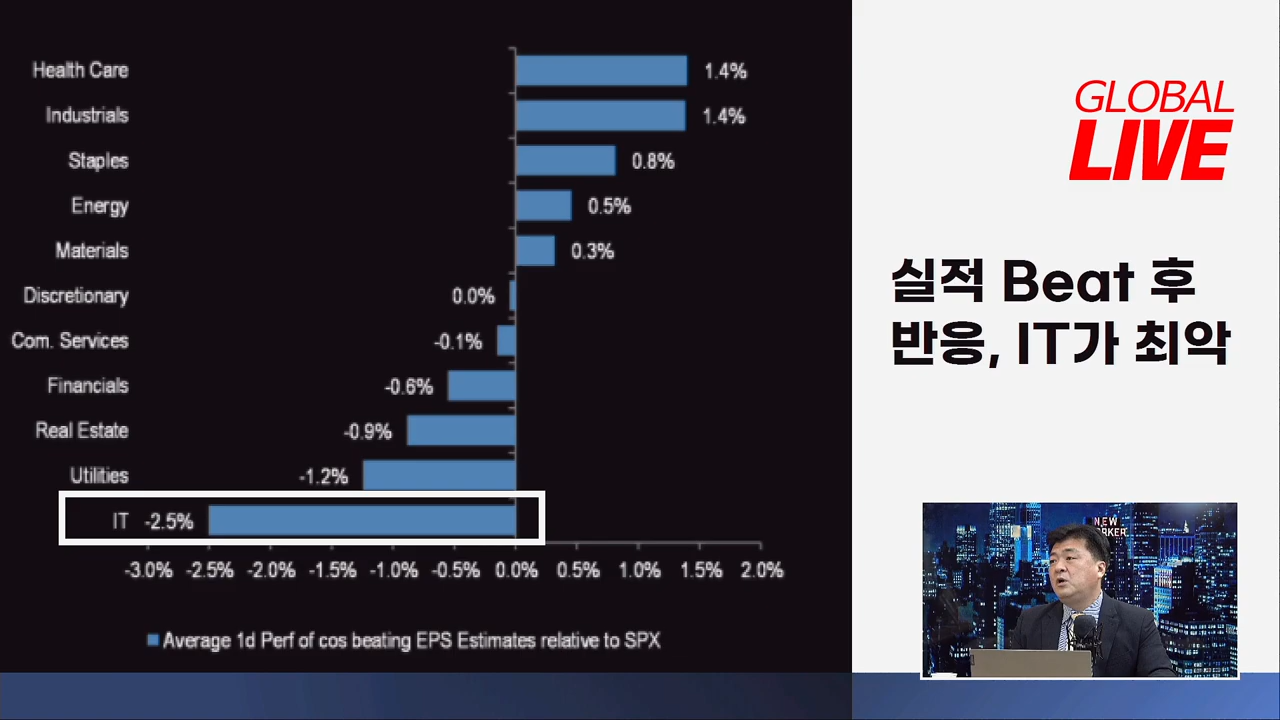 Health Care 1.4%
Industrials 1.4%
Staples 0.8%
Energy 0.5%
Materials 0.3%
Discretionary 0.0%
Com. Services -0.1%
Financials -0.6%
Real Estate -0.9%
Utilities -1.2%
IT -2.5%
-3.0% -2.5% -2.0% -1.5% -1.0% -0.5% 0.0% 0.5% 1.0% 1.5% 2.0%
Average 1d Perf of cos beating EPS Estimates relative to SPX
GLOBAL
LIVE
실적 Beat 후
반응, IT가 최악
NEW